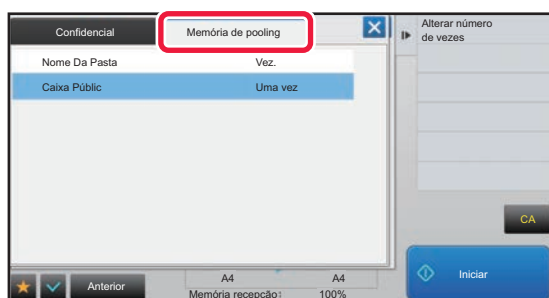 Confidencial
Memória de pooling
Alterar número
de vezes
Nome Da Pasta
Vez.
Caixa Públic
Uma vez
CA
Anterior
A4
A4
Iniciar
Memória recepção:
100%